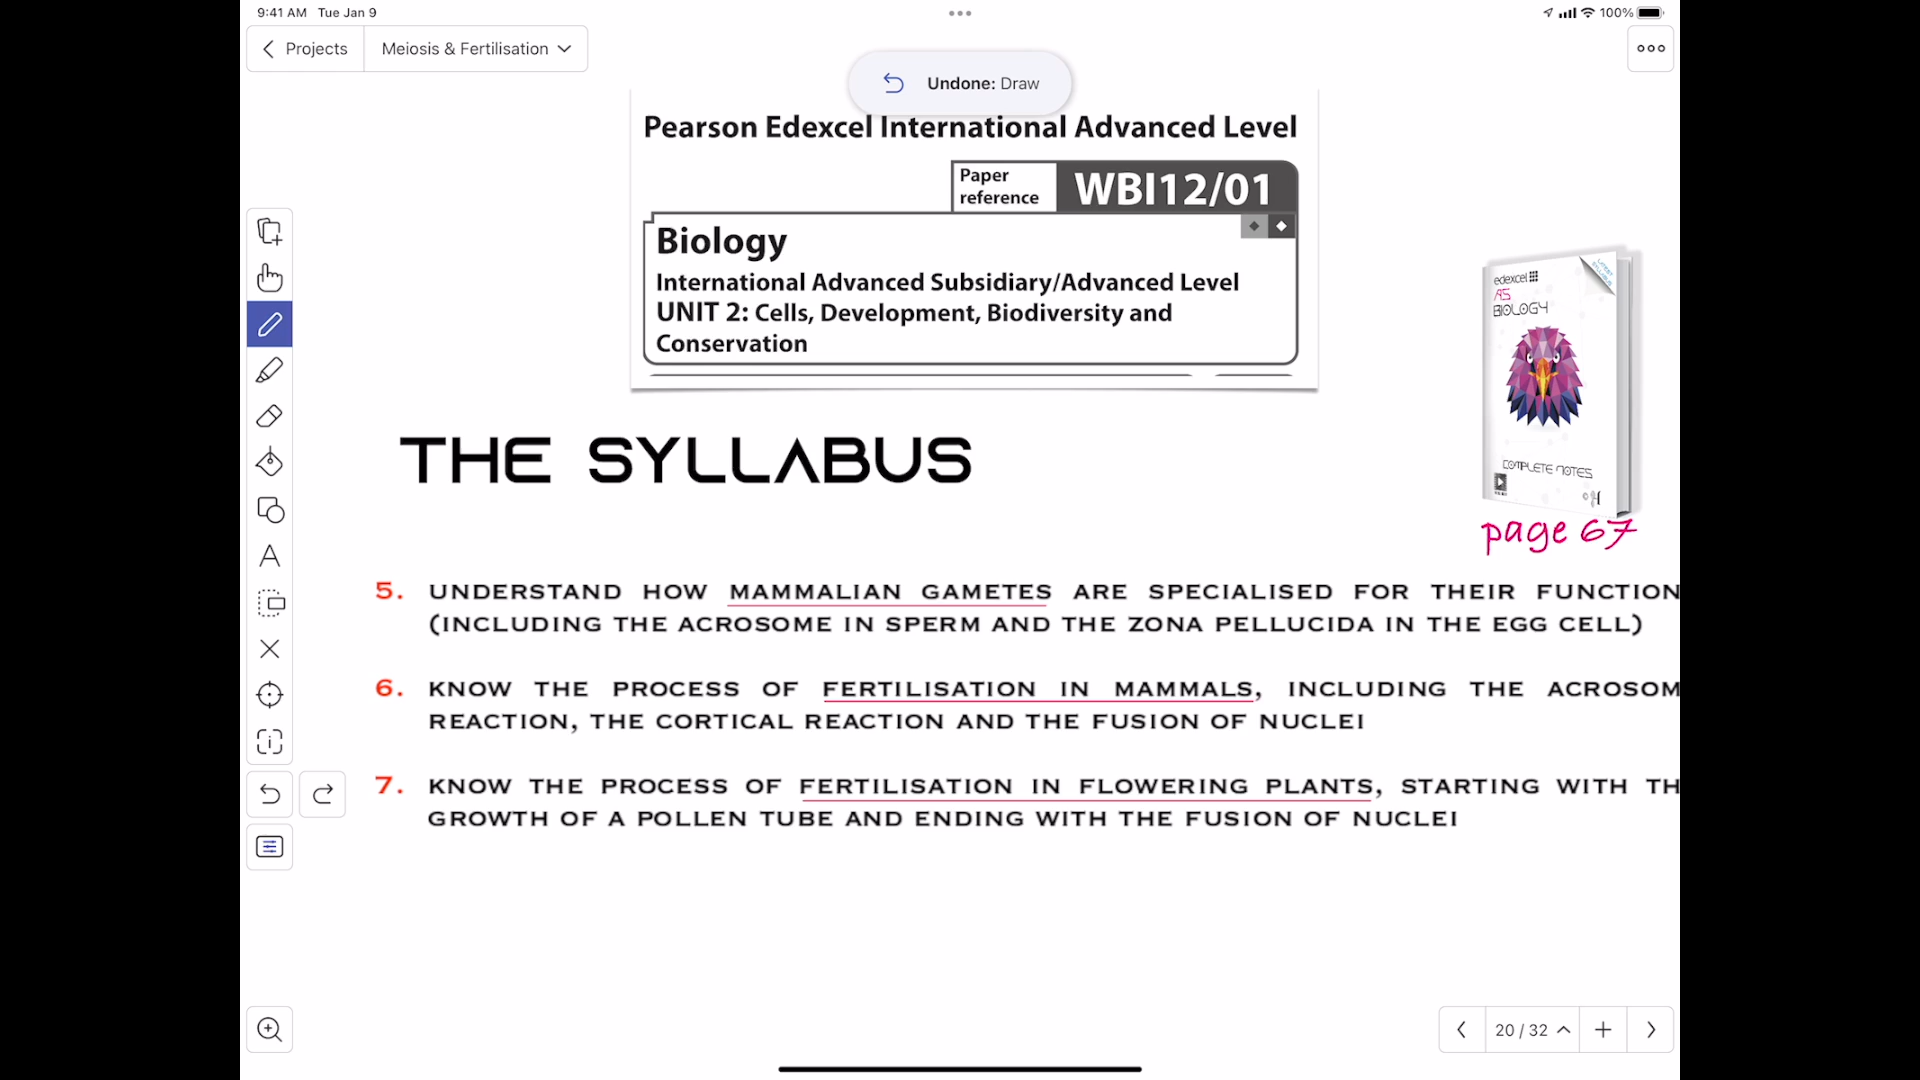 9:41 AM Tue Jan 9
100%
Projects
Meiosis & Fertilisation
Undone: Draw
Pearson Edexcel International Advanced Level
Paper reference
WBI12/01
Biology
International Advanced Subsidiary/Advanced Level
UNIT 2: Cells, Development, Biodiversity and
Conservation
edexcel
AS
BIOLOGY
LATEST SYLLABUS
COMPLETE NOTES
page 67
THE SYLLABUS
5. UNDERSTAND HOW MAMMALIAN GAMETES ARE SPECIALISED FOR THEIR FUNCTION
(INCLUDING THE ACROSOME IN SPERM AND THE ZONA PELLUCIDA IN THE EGG CELL)
6. KNOW THE PROCESS OF FERTILISATION IN MAMMALS, INCLUDING THE ACROSOM
REACTION, THE CORTICAL REACTION AND THE FUSION OF NUCLEI
7. KNOW THE PROCESS OF FERTILISATION IN FLOWERING PLANTS, STARTING WITH TH
GROWTH OF A POLLEN TUBE AND ENDING WITH THE FUSION OF NUCLEI
20 / 32